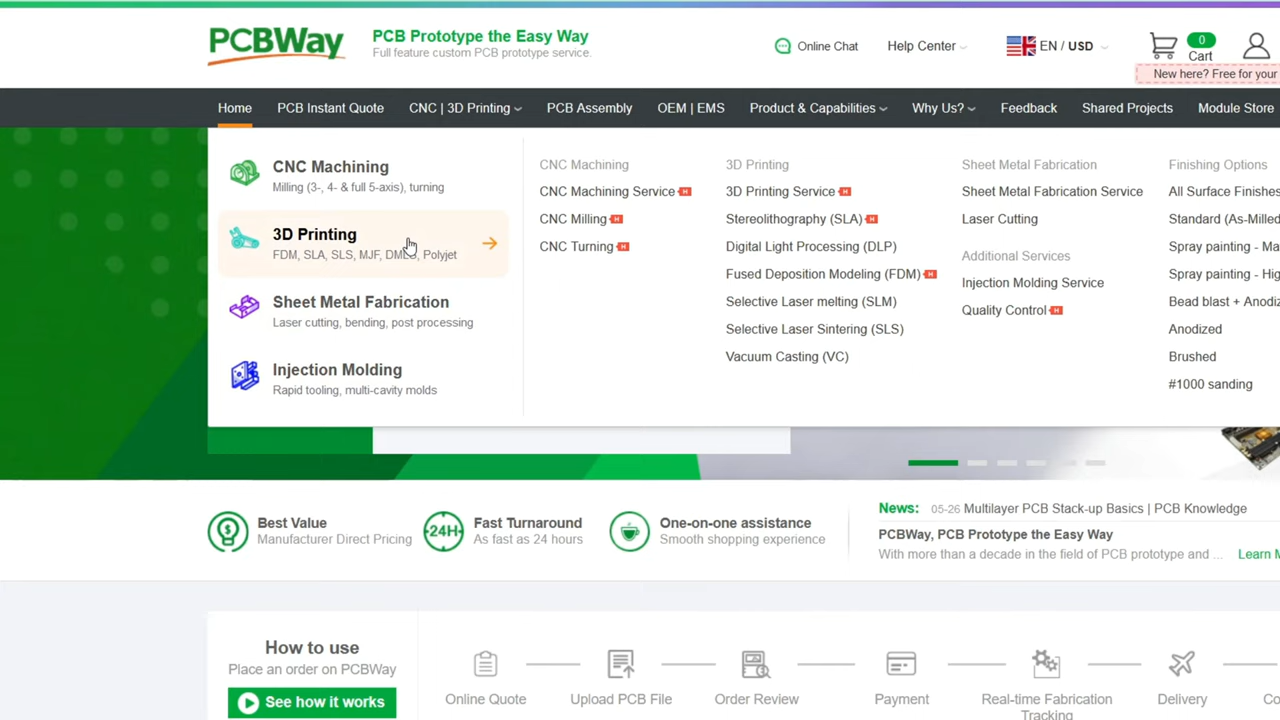 PCBWay
PCB Prototype the Easy Way
Full feature custom PCB prototype service.
Online Chat
Help Center
EN / USD
0
Cart
New here? Free for your
Home
PCB Instant Quote
CNC | 3D Printing
PCB Assembly
OEM | EMS
Product & Capabilities
Why Us?
Feedback
Shared Projects
Module Store
CNC Machining
Milling (3-, 4- & full 5-axis), turning
3D Printing
FDM, SLA, SLS, MJF, DMLS, Polyjet
Sheet Metal Fabrication
Laser cutting, bending, post processing
Injection Molding
Rapid tooling, multi-cavity molds
CNC Machining
CNC Machining Service H
CNC Milling H
CNC Turning H
3D Printing
3D Printing Service H
Stereolithography (SLA) H
Digital Light Processing (DLP)
Fused Deposition Modeling (FDM) H
Selective Laser melting (SLM)
Selective Laser Sintering (SLS)
Vacuum Casting (VC)
Sheet Metal Fabrication
Sheet Metal Fabrication Service
Laser Cutting
Additional Services
Injection Molding Service
Quality Control H
Finishing Options
All Surface Finishes
Standard (As-Milled
Spray painting - Ma
Spray painting - Hig
Bead blast + Anodiz
Anodized
Brushed
#1000 sanding
Best Value
Manufacturer Direct Pricing
24H
Fast Turnaround
As fast as 24 hours
One-on-one assistance
Smooth shopping experience
News: 05-26 Multilayer PCB Stack-up Basics | PCB Knowledge
PCBWay, PCB Prototype the Easy Way
With more than a decade in the field of PCB prototype and ... Learn M
How to use
Place an order on PCBWay
See how it works
Online Quote
Upload PCB File
Order Review
Payment
Real-time Fabrication
Tracking
Delivery
Co